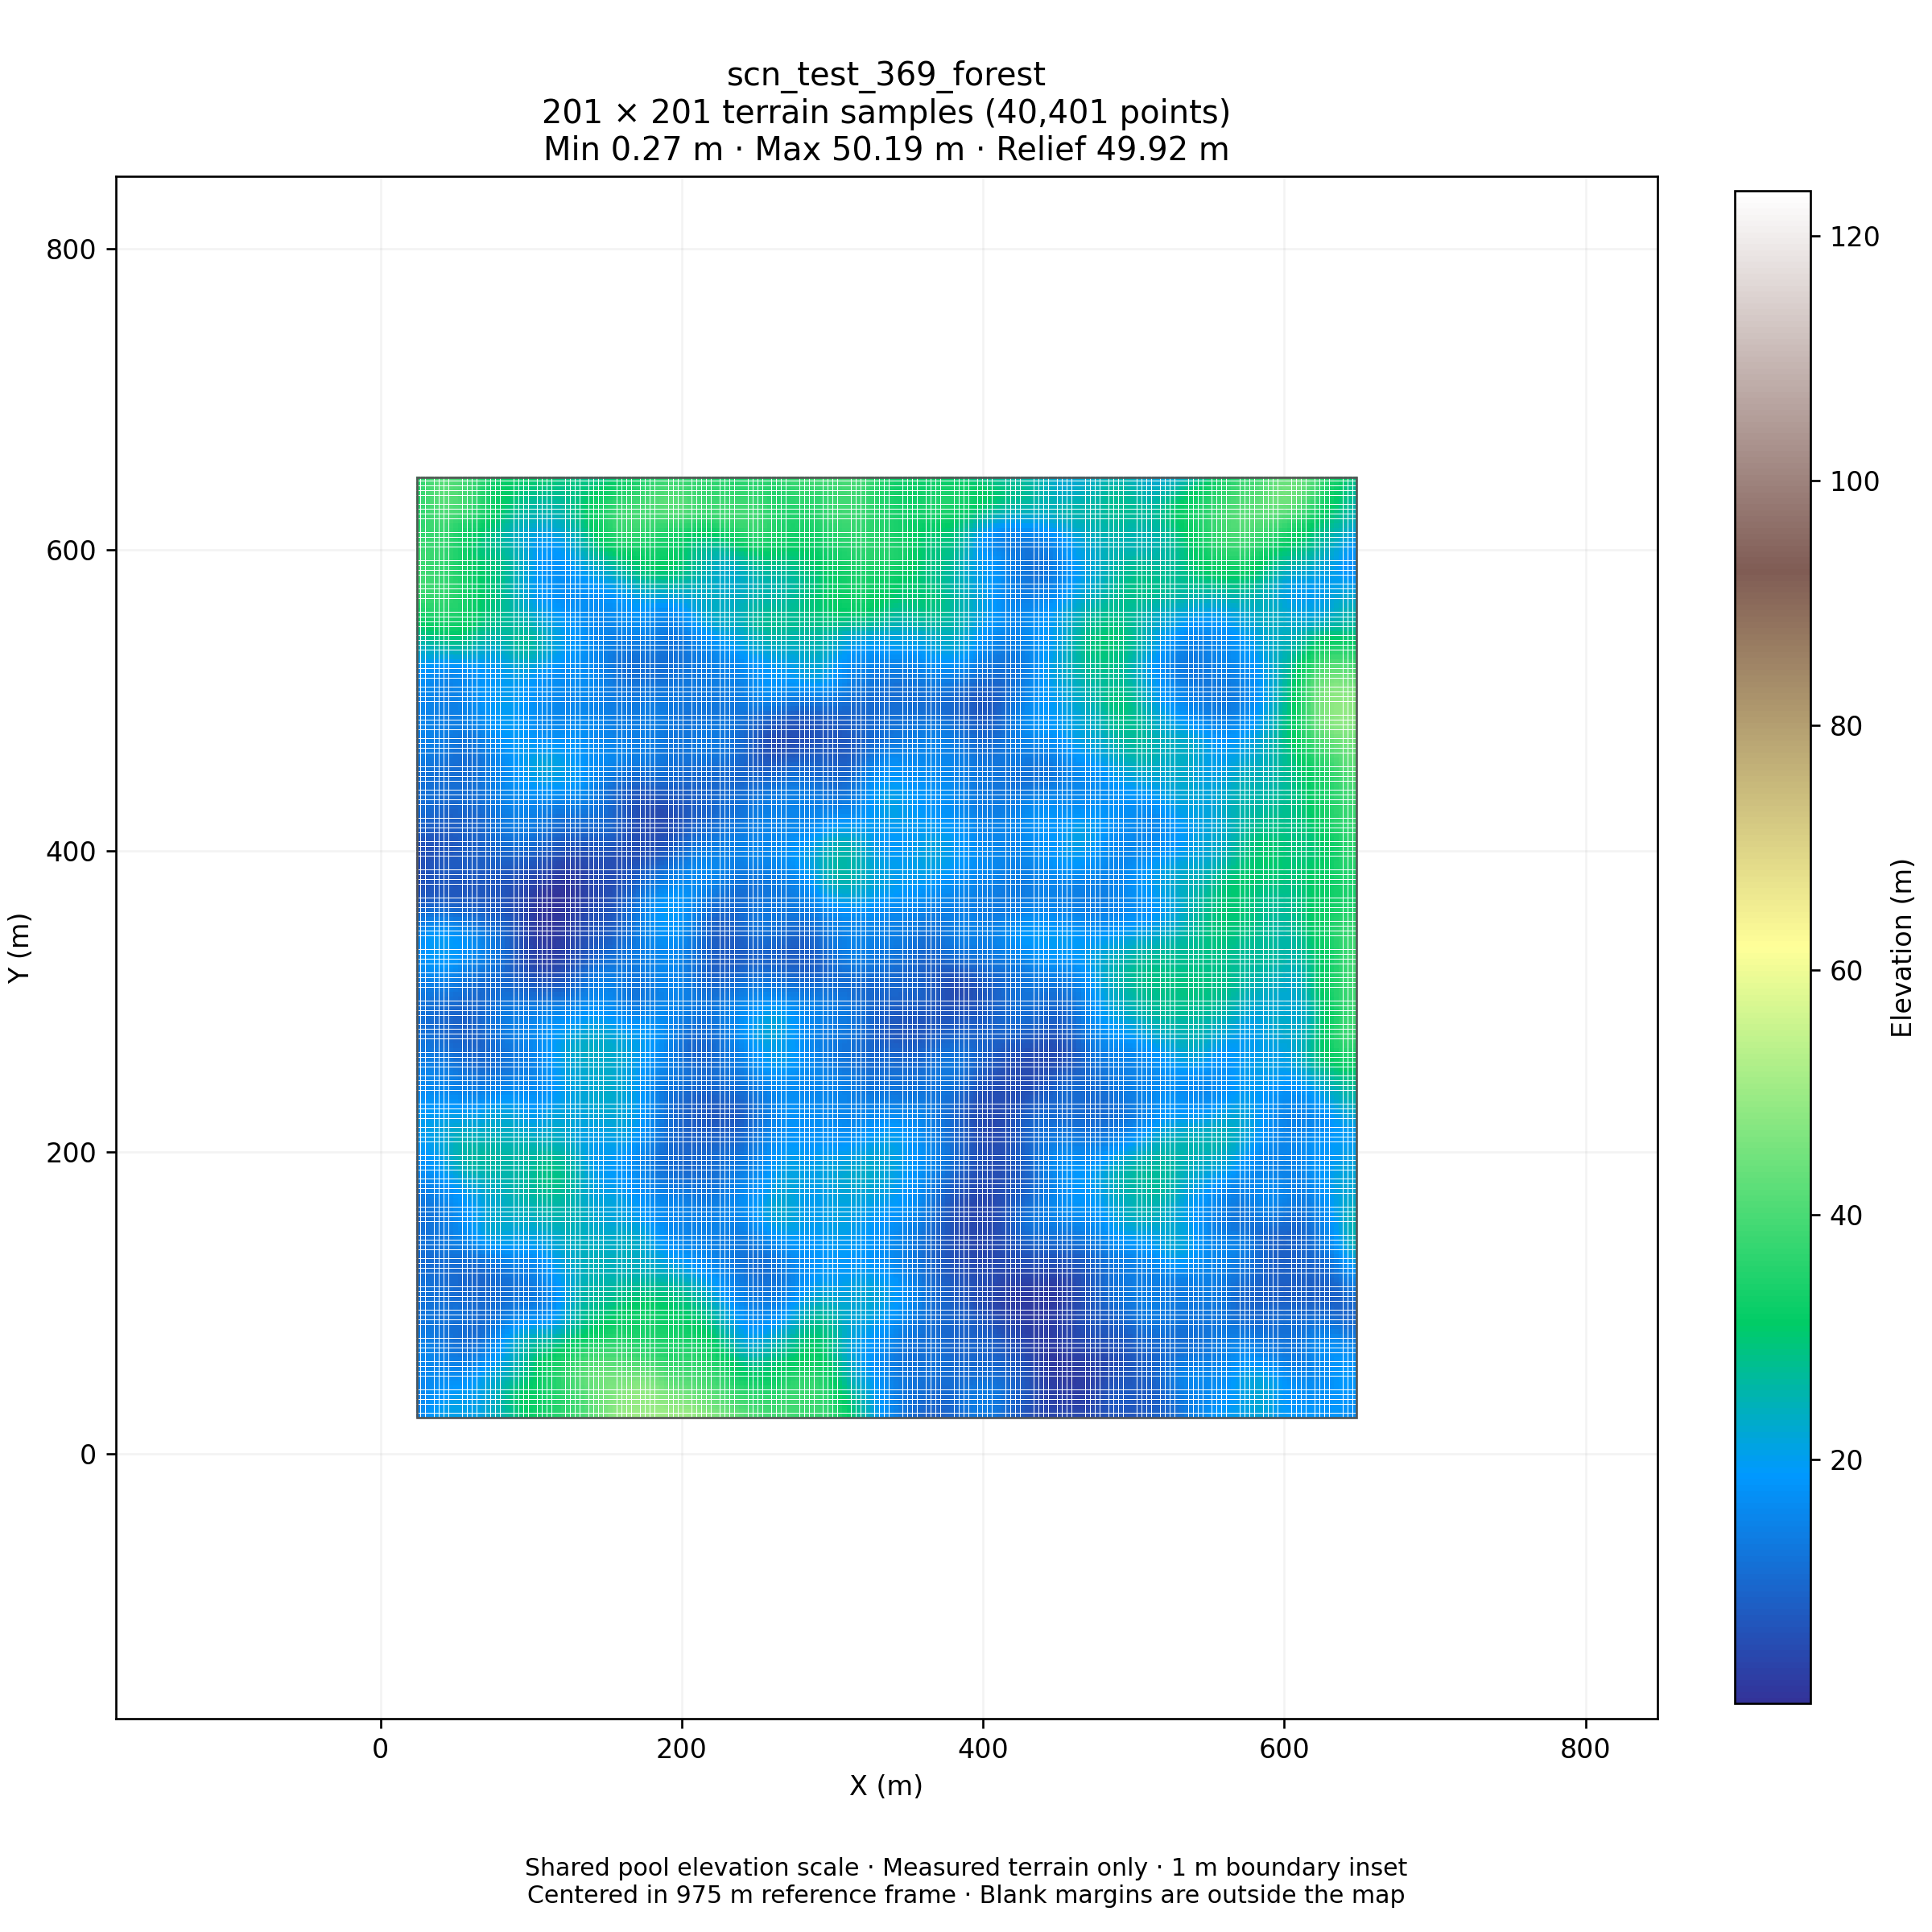 scn_test_369_forest
201 × 201 terrain samples (40,401 points)
Min 0.27 m · Max 50.19 m · Relief 49.92 m
800
600
400
200
0
Y (m)
0
200
400
600
800
X (m)
120
100
80
60
40
20
Elevation (m)
Shared pool elevation scale · Measured terrain only · 1 m boundary inset
Centered in 975 m reference frame · Blank margins are outside the map